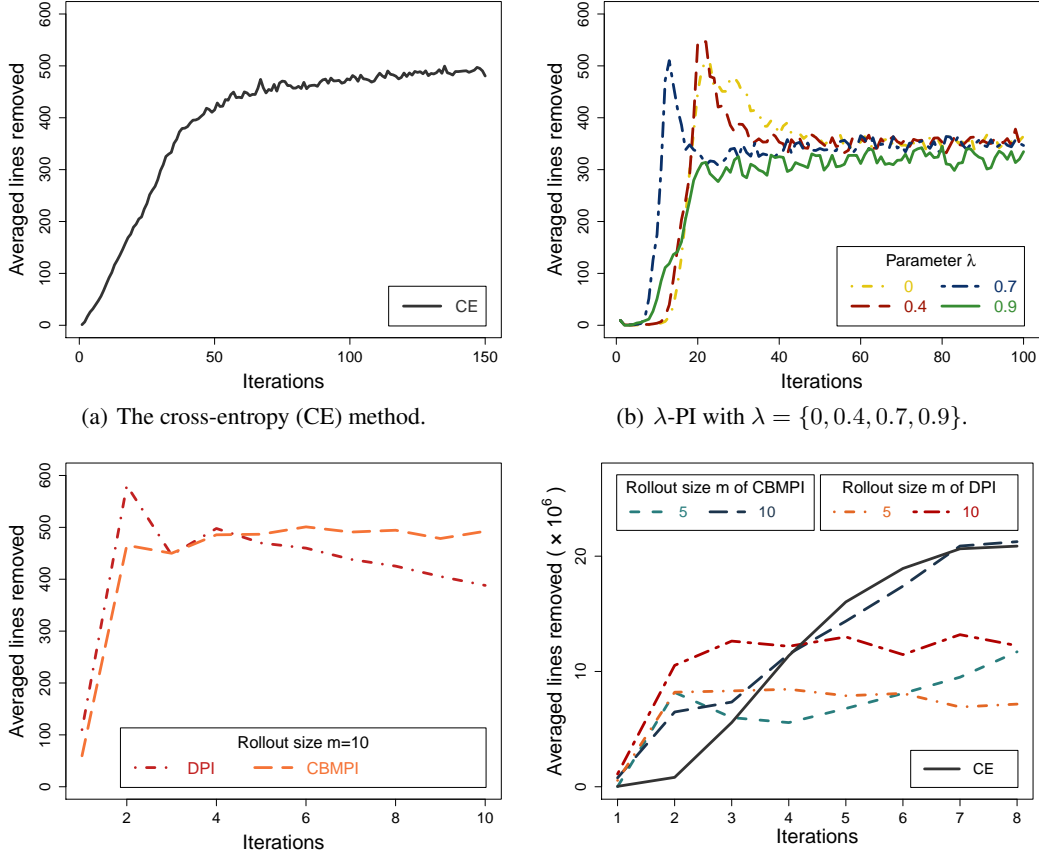 Averaged lines removed
0 100 200 300 400 500 600
CE
0 50 100 150
Iterations
(a) The cross-entropy (CE) method.
Averaged lines removed
0 100 200 300 400 500 600
Parameter λ
0 0.7
0.4 0.9
0 20 40 60 80 100
Iterations
(b) λ-PI with λ = {0, 0.4, 0.7, 0.9}.
Averaged lines removed
0 100 200 300 400 500 600
Rollout size m=10
DPI CBMPI
2 4 6 8 10
Iterations
Averaged lines removed ( × 10⁶ )
0 10 20
Rollout size m of CBMPI
5 10
Rollout size m of DPI
5 10
CE
1 2 3 4 5 6 7 8
Iterations